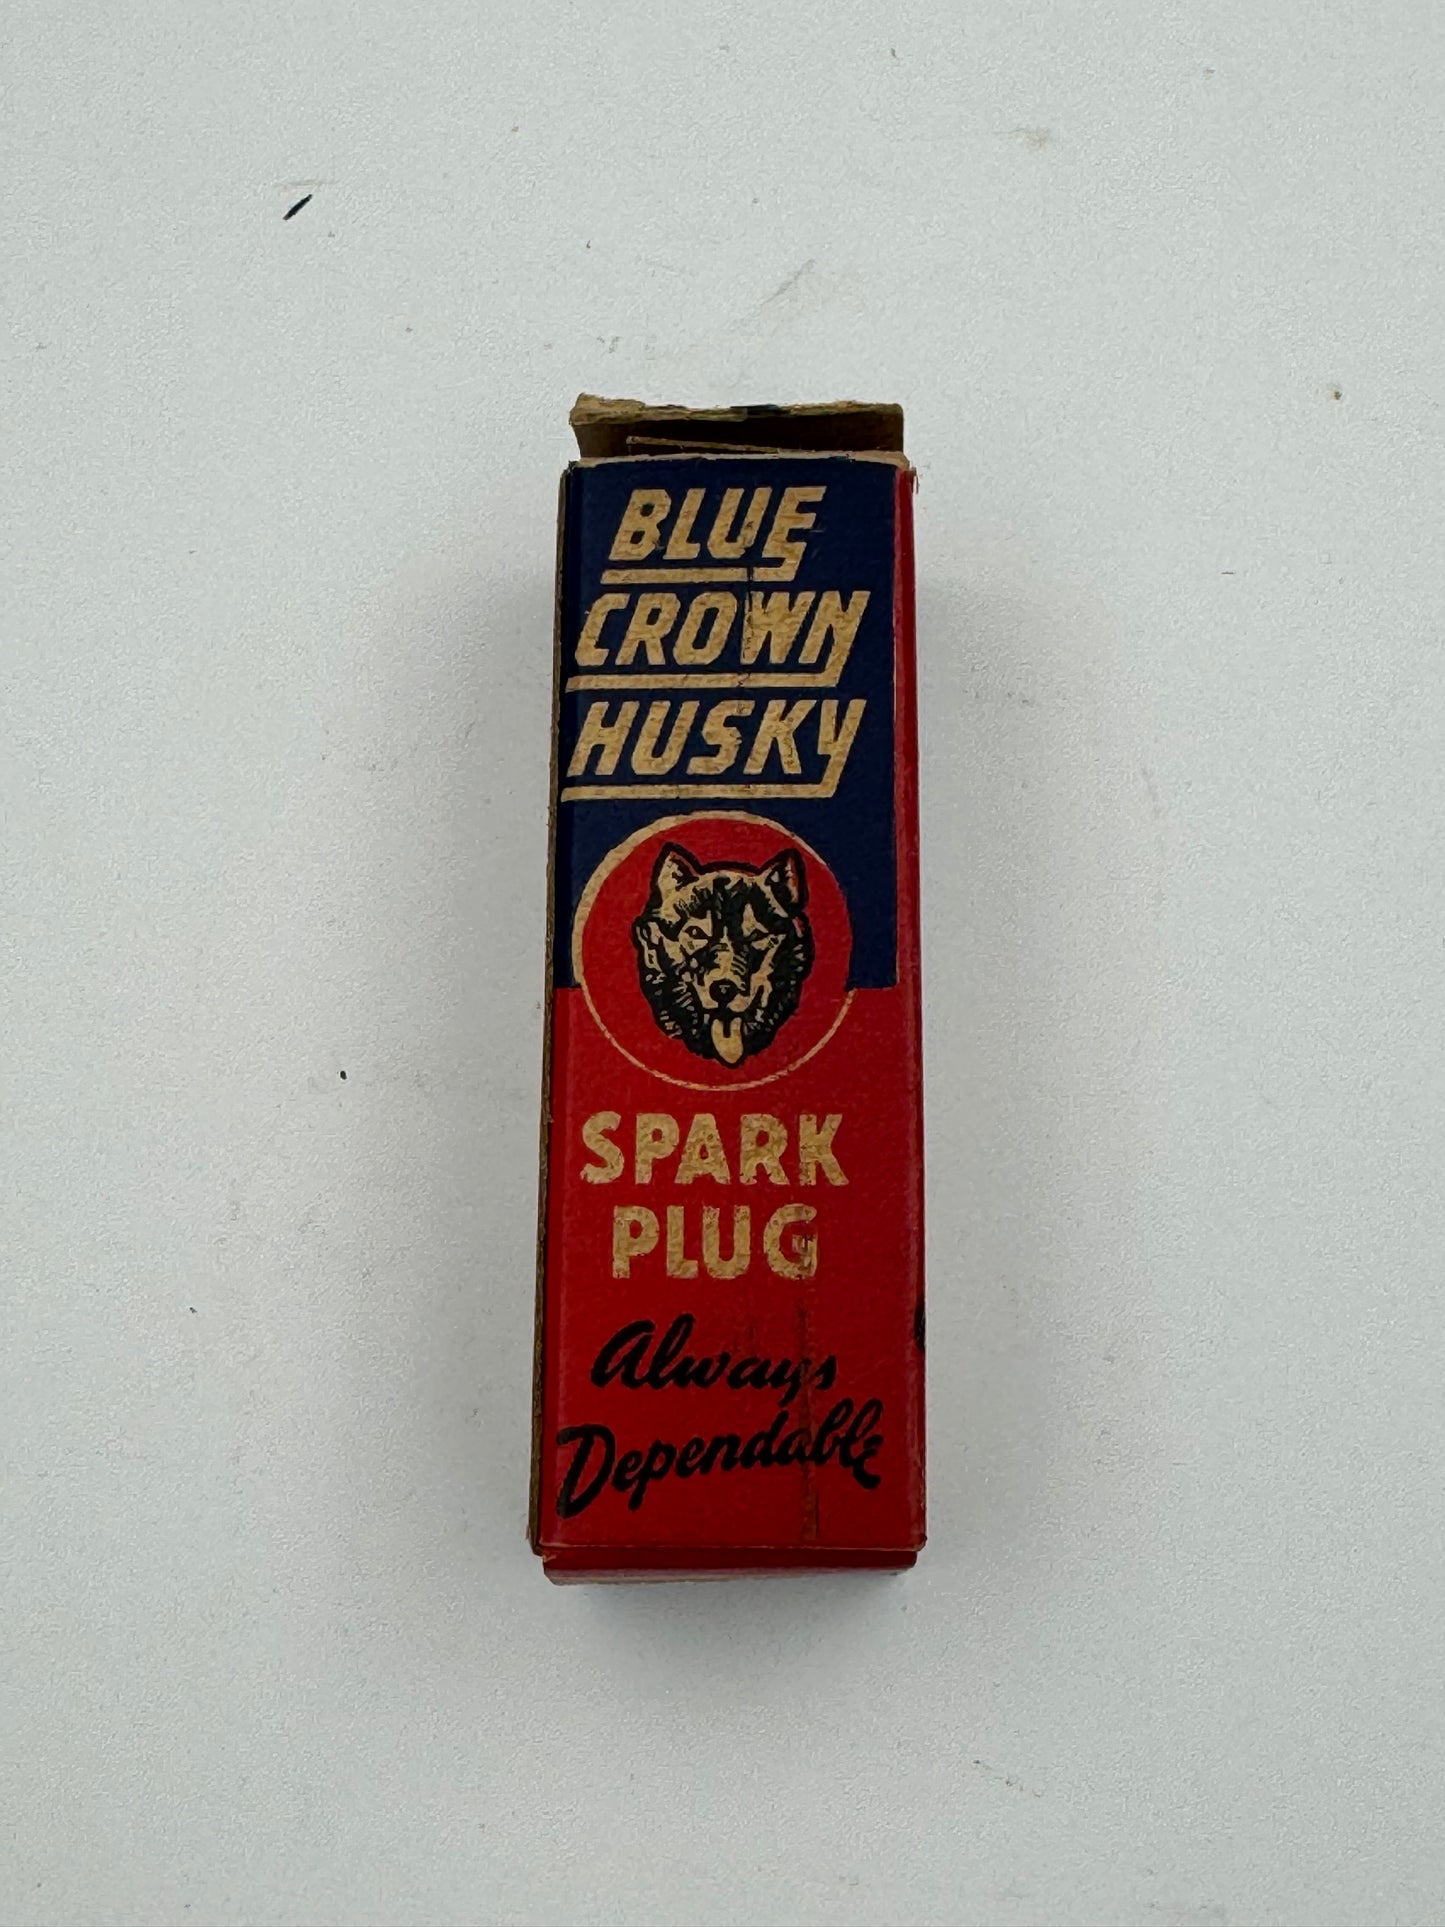 BLUE
CROWN
HUSKY
SPARK
PLUG
Always
Dependable